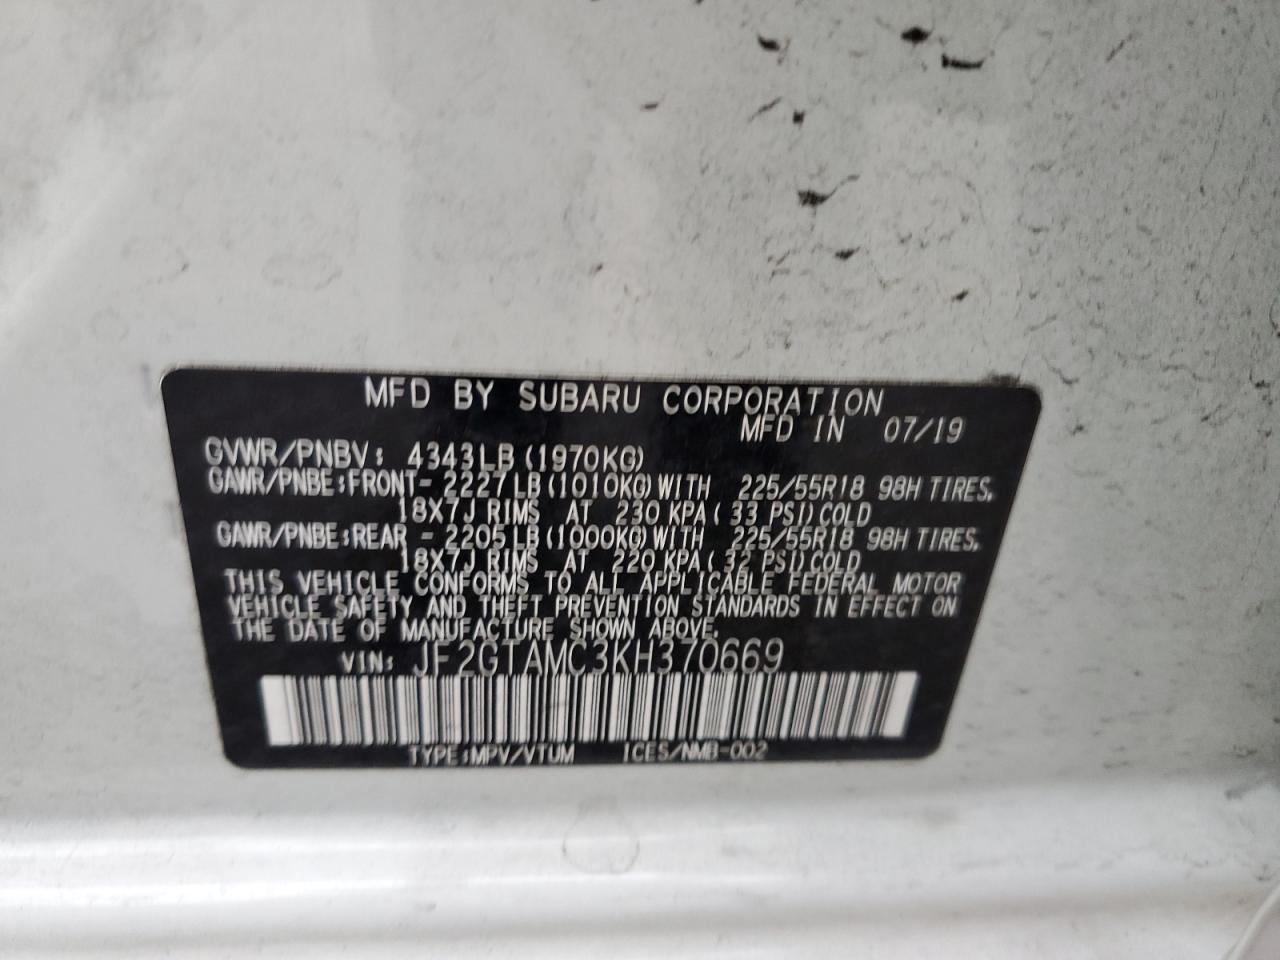 MFD BY SUBARU CORPORATION
MFD IN 07/19
GVWR/PNBV: 4343LB (1970KG)
GAWR/PNBE:FRONT- 2227LB(1010KG)WITH 225/55R18 98H TIRES,
18X7J RIMS AT 230 KPA( 33 PSI)COLD
GAWR/PNBE:REAR - 2205LB(1000KG)WITH 225/55R18 98H TIRES,
18X7J RIMS AT 220 KPA( 32 PSI)COLD
THIS VEHICLE CONFORMS TO ALL APPLICABLE FEDERAL MOTOR
VEHICLE SAFETY AND THEFT PREVENTION STANDARDS IN EFFECT ON
THE DATE OF MANUFACTURE SHOWN ABOVE.
VIN: JF2GTAMC3KH370669
TYPE:MPV/VTUM ICES/NMB-002